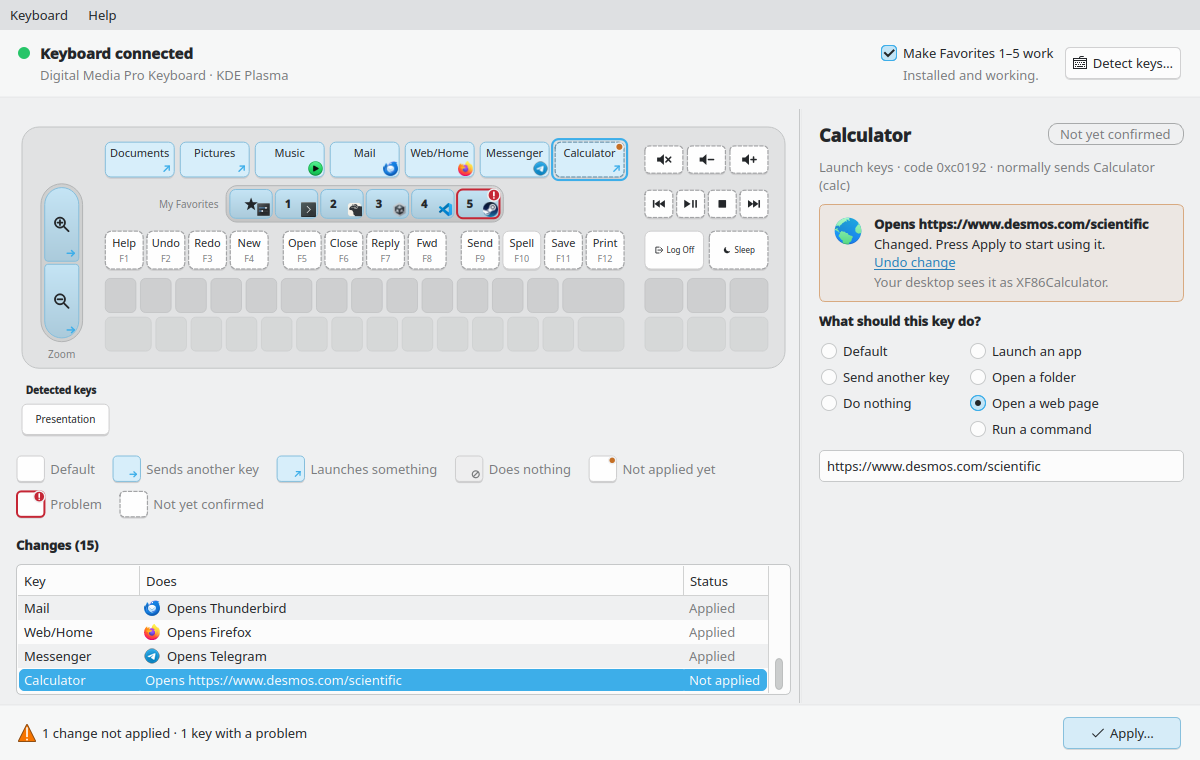 Keyboard Help
Keyboard connected
Digital Media Pro Keyboard · KDE Plasma
Make Favorites 1–5 work
Installed and working.
Detect keys...
Documents Pictures Music Mail Web/Home Messenger Calculator
My Favorites 1 2 3 4 5
Help Undo Redo New Open Close Reply Fwd Send Spell Save Print
F1 F2 F3 F4 F5 F6 F7 F8 F9 F10 F11 F12
Log Off Sleep
Zoom
Detected keys
Presentation
Default Sends another key Launches something Does nothing Not applied yet
Problem Not yet confirmed
Changes (15)
Key Does Status
Mail Opens Thunderbird Applied
Web/Home Opens Firefox Applied
Messenger Opens Telegram Applied
Calculator Opens https://www.desmos.com/scientific Not applied
1 change not applied · 1 key with a problem
Calculator
Not yet confirmed
Launch keys · code 0xc0192 · normally sends Calculator
(calc)
Opens https://www.desmos.com/scientific
Changed. Press Apply to start using it.
Undo change
Your desktop sees it as XF86Calculator.
What should this key do?
Default Launch an app
Send another key Open a folder
Do nothing Open a web page
Run a command
https://www.desmos.com/scientific
Apply...